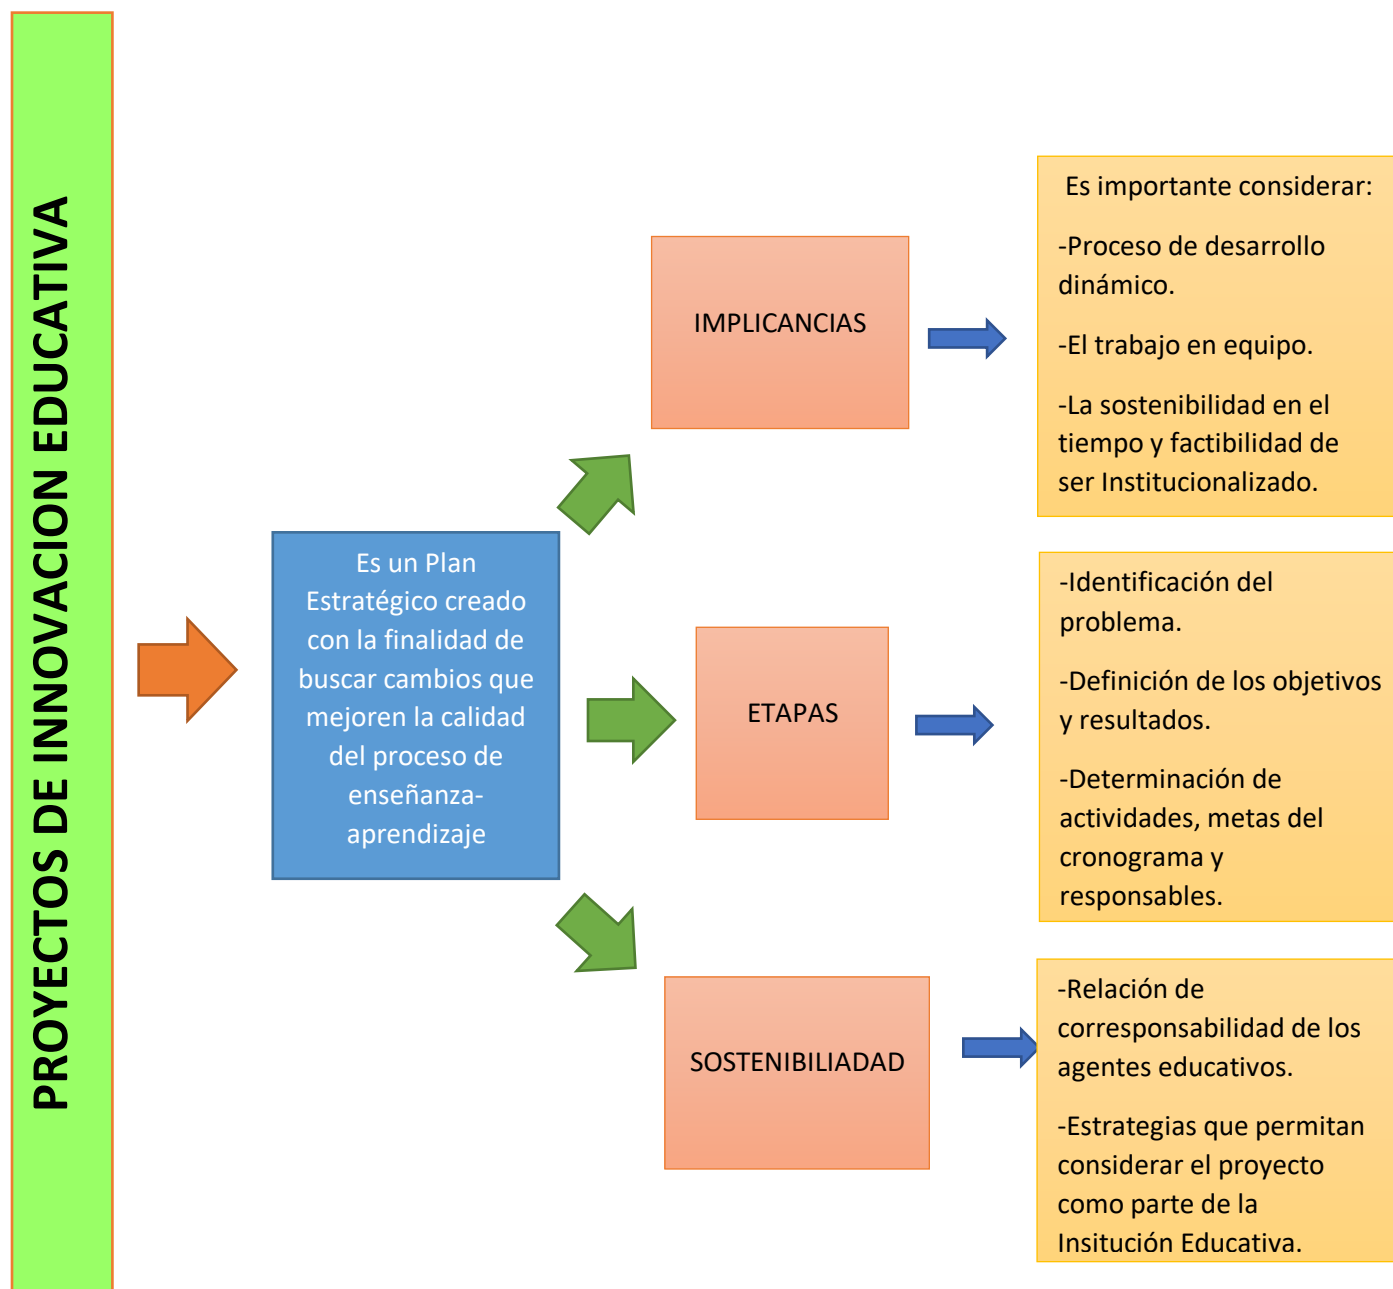 PROYECTOS DE INNOVACION EDUCATIVA
Es un Plan
Estratégico creado
con la finalidad de
buscar cambios que
mejoren la calidad
del proceso de
enseñanza-
aprendizaje
IMPLICANCIAS
Es importante considerar:
-Proceso de desarrollo
dinámico.
-El trabajo en equipo.
-La sostenibilidad en el
tiempo y factibilidad de
ser Institucionalizado.
ETAPAS
-Identificación del
problema.
-Definición de los objetivos
y resultados.
-Determinación de
actividades, metas del
cronograma y
responsables.
SOSTENIBILIADAD
-Relación de
corresponsabilidad de los
agentes educativos.
-Estrategias que permitan
considerar el proyecto
como parte de la
Insitución Educativa.